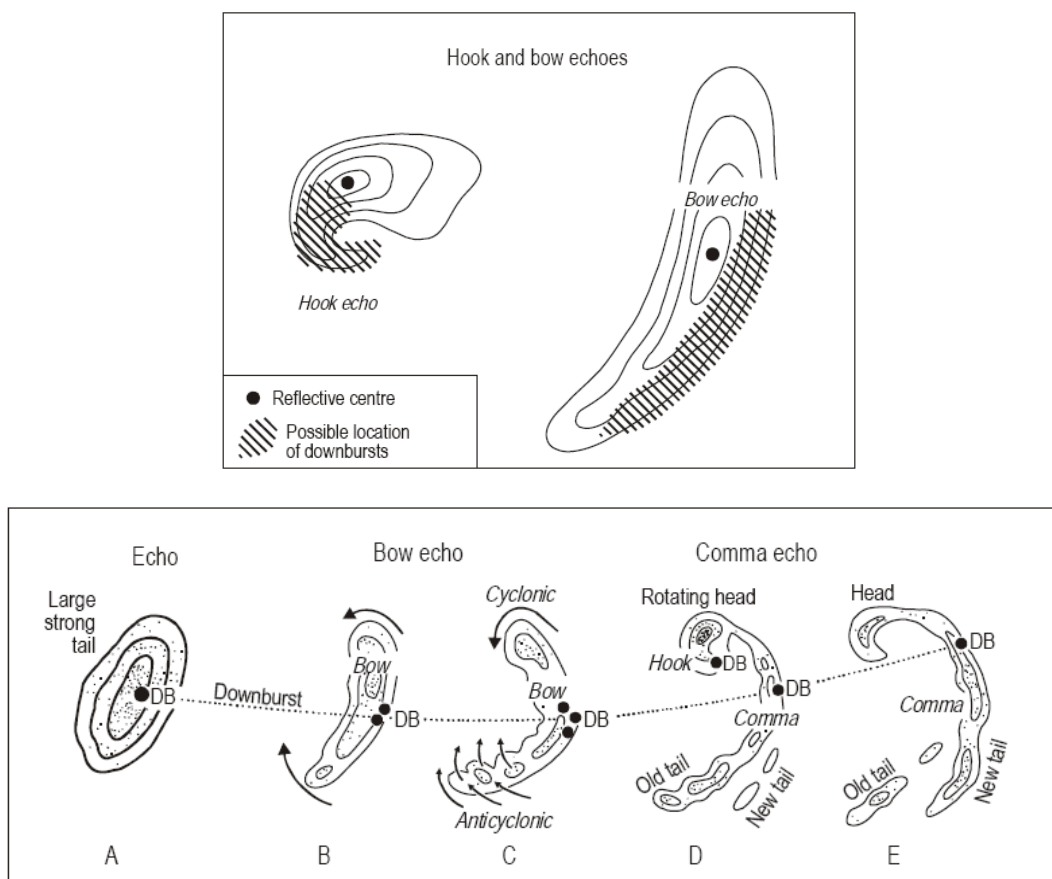 Hook and bow echoes
Bow echo
Hook echo
Reflective centre
Possible location
of downbursts
Echo
Bow echo
Comma echo
Large
strong
tail
DB
Downburst
Bow
DB
Cyclonic
Bow
DB
Anticyclonic
Rotating head
Hook
DB
DB
Comma
Old tail
New tail
Head
DB
Comma
Old tail
New tail
A
B
C
D
E